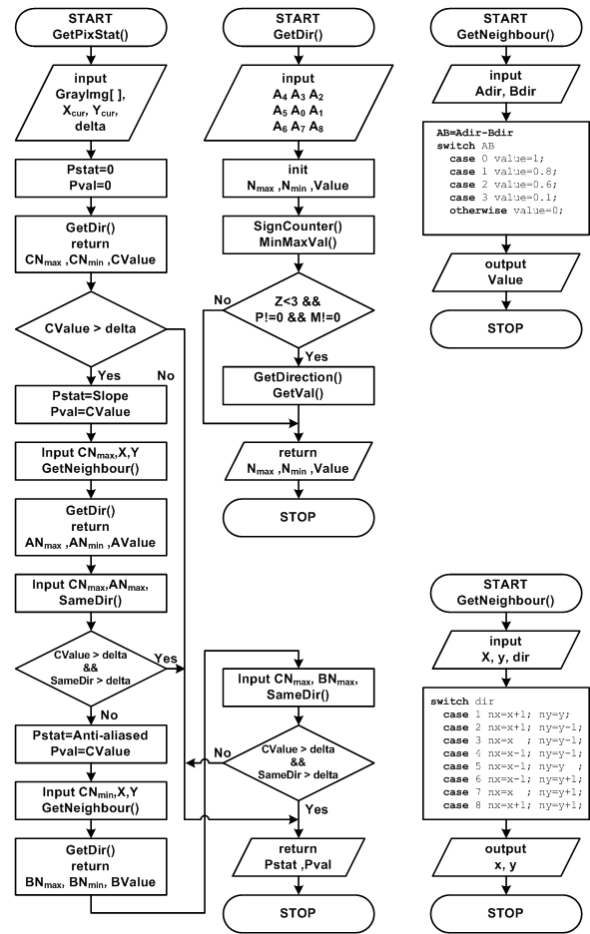 START
GetPixStat()
input
GrayImg[ ],
Xcur, Ycur,
delta
Pstat=0
Pval=0
GetDir()
return
CNmax ,CNmin ,CValue
CValue > delta
Yes
No
Pstat=Slope
Pval=CValue
Input CNmax,X,Y
GetNeighbour()
GetDir()
return
ANmax ,ANmin ,AValue
Input CNmax,ANmax,
SameDir()
CValue > delta
&&
SameDir > delta
Yes
No
Pstat=Anti-aliased
Pval=CValue
Input CNmin,X,Y
GetNeighbour()
GetDir()
return
BNmax, BNmin, BValue
START
GetDir()
input
A4 A3 A2
A5 A0 A1
A6 A7 A8
init
Nmax ,Nmin ,Value
SignCounter()
MinMaxVal()
No
Z<3 &&
P!=0 && M!=0
Yes
GetDirection()
GetVal()
return
Nmax ,Nmin ,Value
STOP
Input CNmax, BNmax,
SameDir()
No
CValue > delta
&&
SameDir > delta
Yes
return
Pstat ,Pval
STOP
START
GetNeighbour()
input
Adir, Bdir
AB=Adir-Bdir
switch AB
case 0 value=1;
case 1 value=0.8;
case 2 value=0.6;
case 3 value=0.1;
otherwise value=0;
output
Value
STOP
START
GetNeighbour()
input
X, y, dir
switch dir
case 1 nx=x+1; ny=y;
case 2 nx=x+1; ny=y-1;
case 3 nx=x ; ny=y-1;
case 4 nx=x-1; ny=y-1;
case 5 nx=x-1; ny=y ;
case 6 nx=x-1; ny=y+1;
case 7 nx=x ; ny=y+1;
case 8 nx=x+1; ny=y+1;
output
x, y
STOP